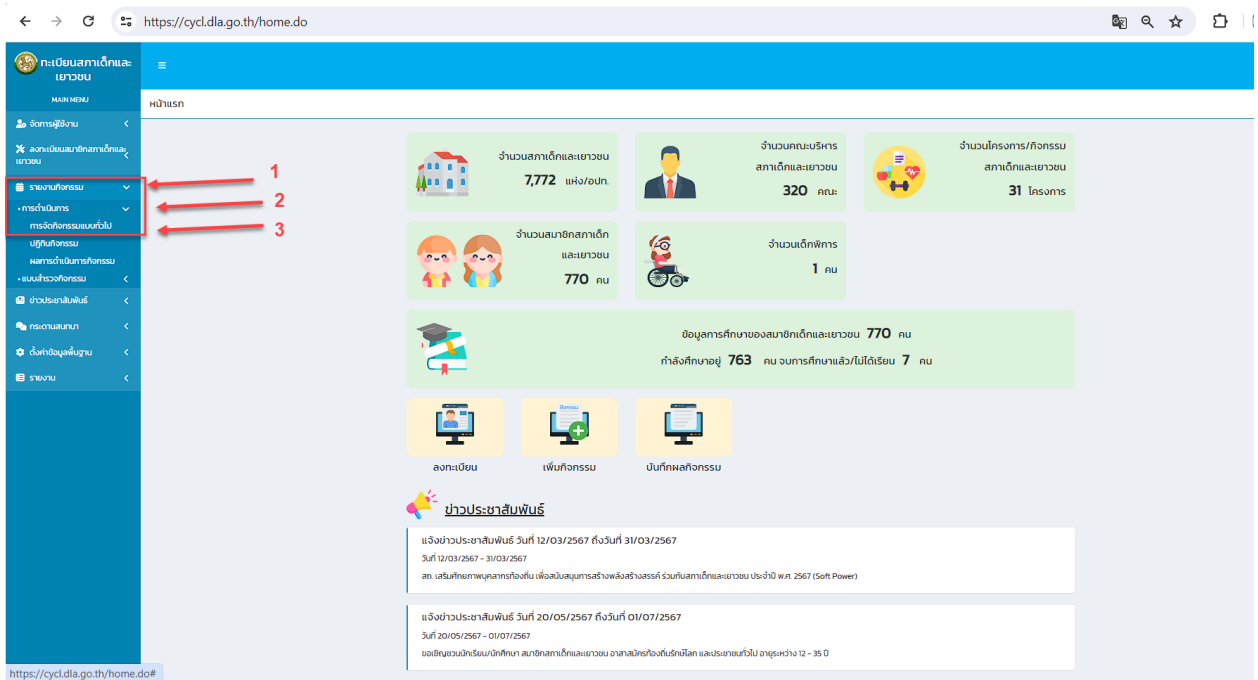 https://cycl.dla.go.th/home.do
ทะเบียนสภาเด็กและ
เยาวชน
MAIN MENU
จัดการผู้ใช้งาน
ลงทะเบียนสมาชิกสภาเด็กและ
เยาวชน
รายงานกิจกรรม
การดำเนินการ
การจัดกิจกรรมแบบทั่วไป
ปฏิทินกิจกรรม
ผลการดำเนินการกิจกรรม
แบบสำรวจกิจกรรม
ข่าวประชาสัมพันธ์
กระดานสนทนา
ตั้งค่าข้อมูลพื้นฐาน
รายงาน
1
2
3
หน้าแรก
จำนวนสภาเด็กและเยาวชน
7,772 แห่ง/อปท.
จำนวนคณะบริหาร
สภาเด็กและเยาวชน
320 คณะ
จำนวนโครงการ/กิจกรรม
สภาเด็กและเยาวชน
31 โครงการ
จำนวนสมาชิกสภาเด็ก
และเยาวชน
770 คน
จำนวนเด็กพิการ
1 คน
ข้อมูลการศึกษาของสมาชิกเด็กและเยาวชน 770 คน
กำลังศึกษาอยู่ 763 คน จบการศึกษาแล้ว/ไม่ได้เรียน 7 คน
กิจกรรม
ลงทะเบียน
เพิ่มกิจกรรม
บันทึกผลกิจกรรม
ข่าวประชาสัมพันธ์
แจ้งข่าวประชาสัมพันธ์ วันที่ 12/03/2567 ถึงวันที่ 31/03/2567
วันที่ 12/03/2567 - 31/03/2567
สถ. เสริมศักยภาพบุคลากรท้องถิ่น เพื่อสนับสนุนการสร้างพลังสร้างสรรค์ ร่วมกับสภาเด็กและเยาวชน ประจำปี พ.ศ. 2567 (Soft Power)
แจ้งข่าวประชาสัมพันธ์ วันที่ 20/05/2567 ถึงวันที่ 01/07/2567
วันที่ 20/05/2567 - 01/07/2567
ขอเชิญชวนนักเรียน/นักศึกษา สมาชิกสภาเด็กและเยาวชน อาสาสมัครท้องถิ่นรักษ์โลก และประชาชนทั่วไป อายุระหว่าง 12 - 35 ปี
https://cycl.dla.go.th/home.do#